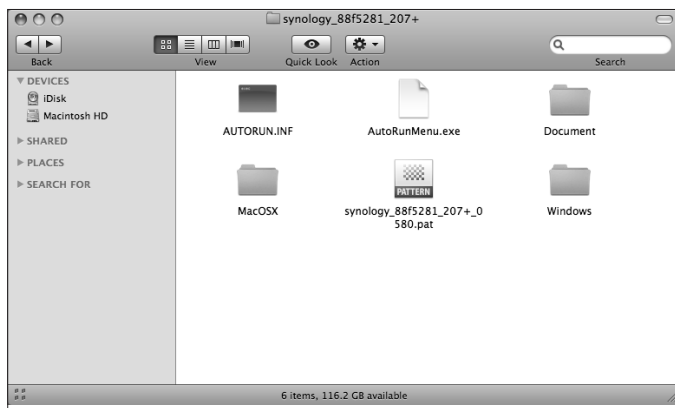 synology_88f5281_207+
Back
View
Quick Look
Action
Search
DEVICES
iDisk
Macintosh HD
SHARED
PLACES
SEARCH FOR
AUTORUN.INF
AutoRunMenu.exe
Document
MacOSX
PATTERN
synology_88f5281_207+_0
580.pat
Windows
6 items, 116.2 GB available